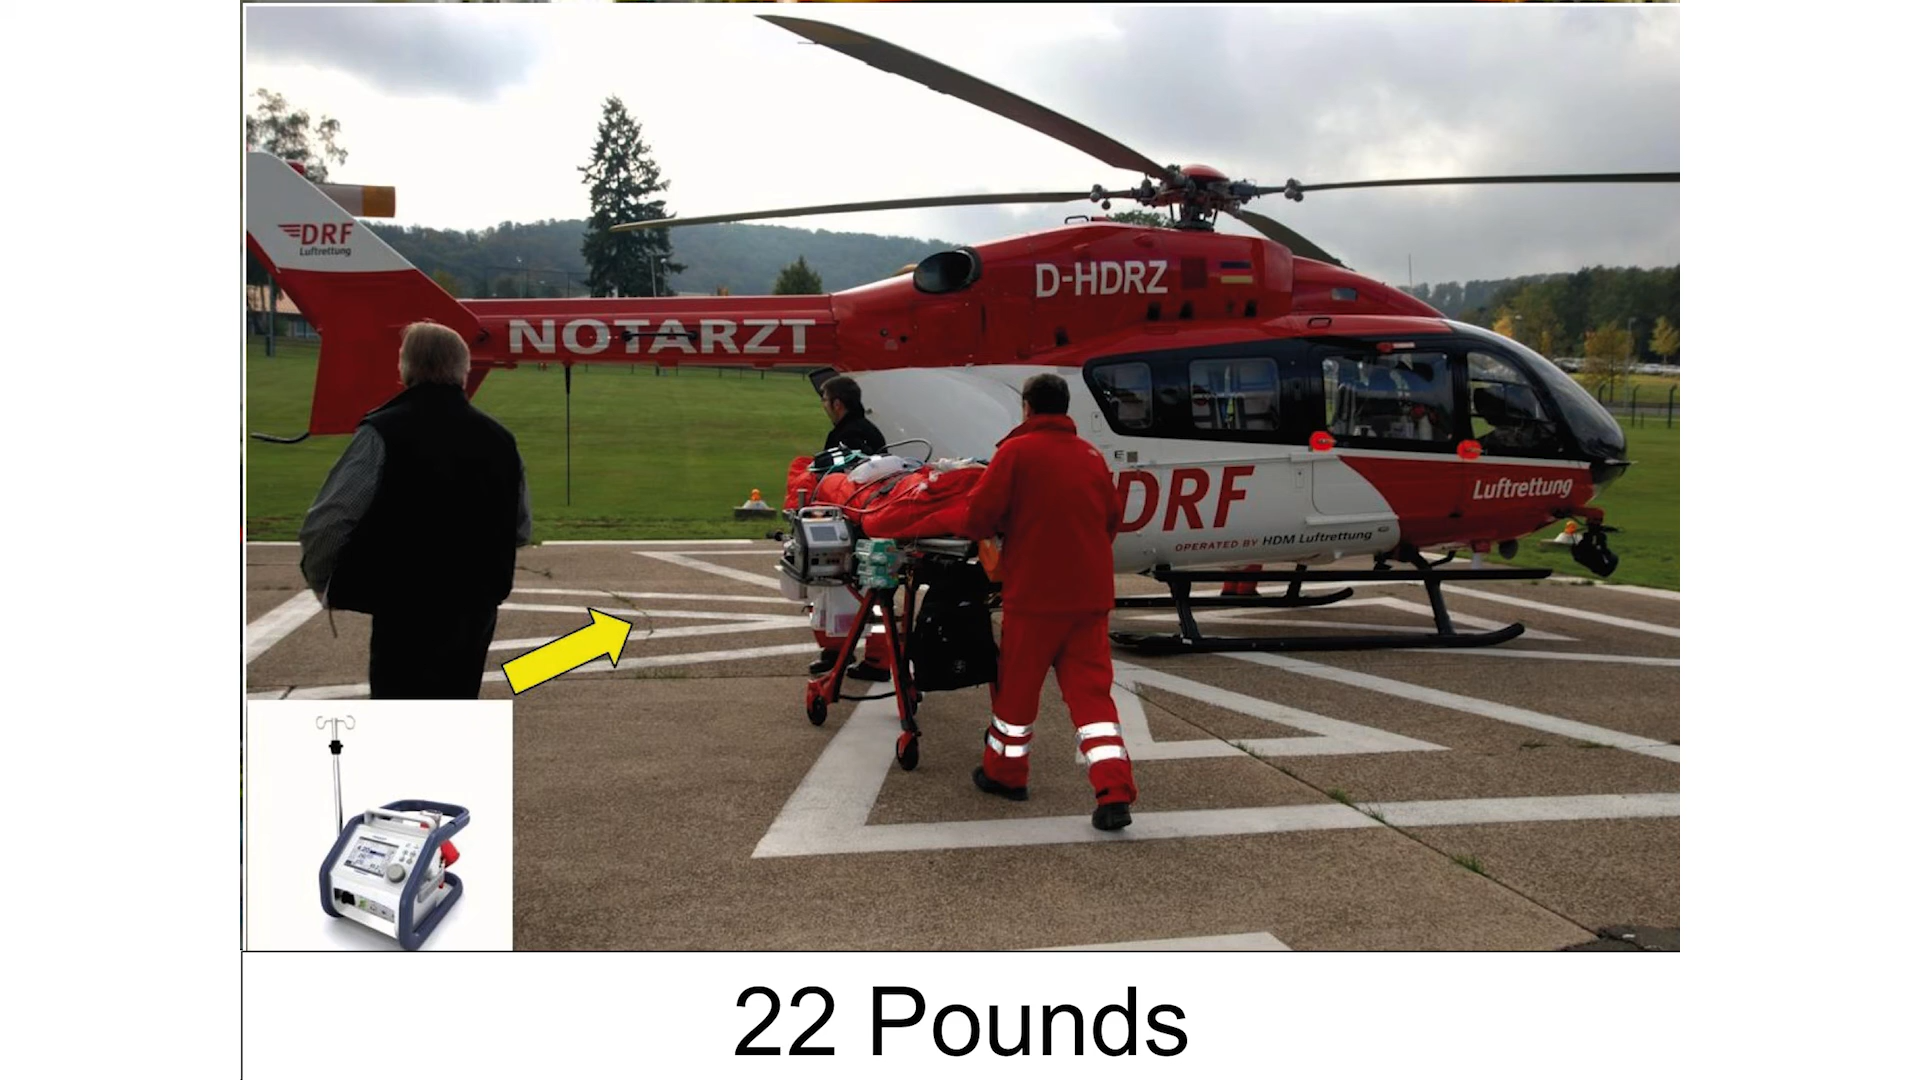 DRF
Luftrettung
NOTARZT
D-HDRZ
DRF
Luftrettung
OPERATED BY HDM Luftrettung
22 Pounds